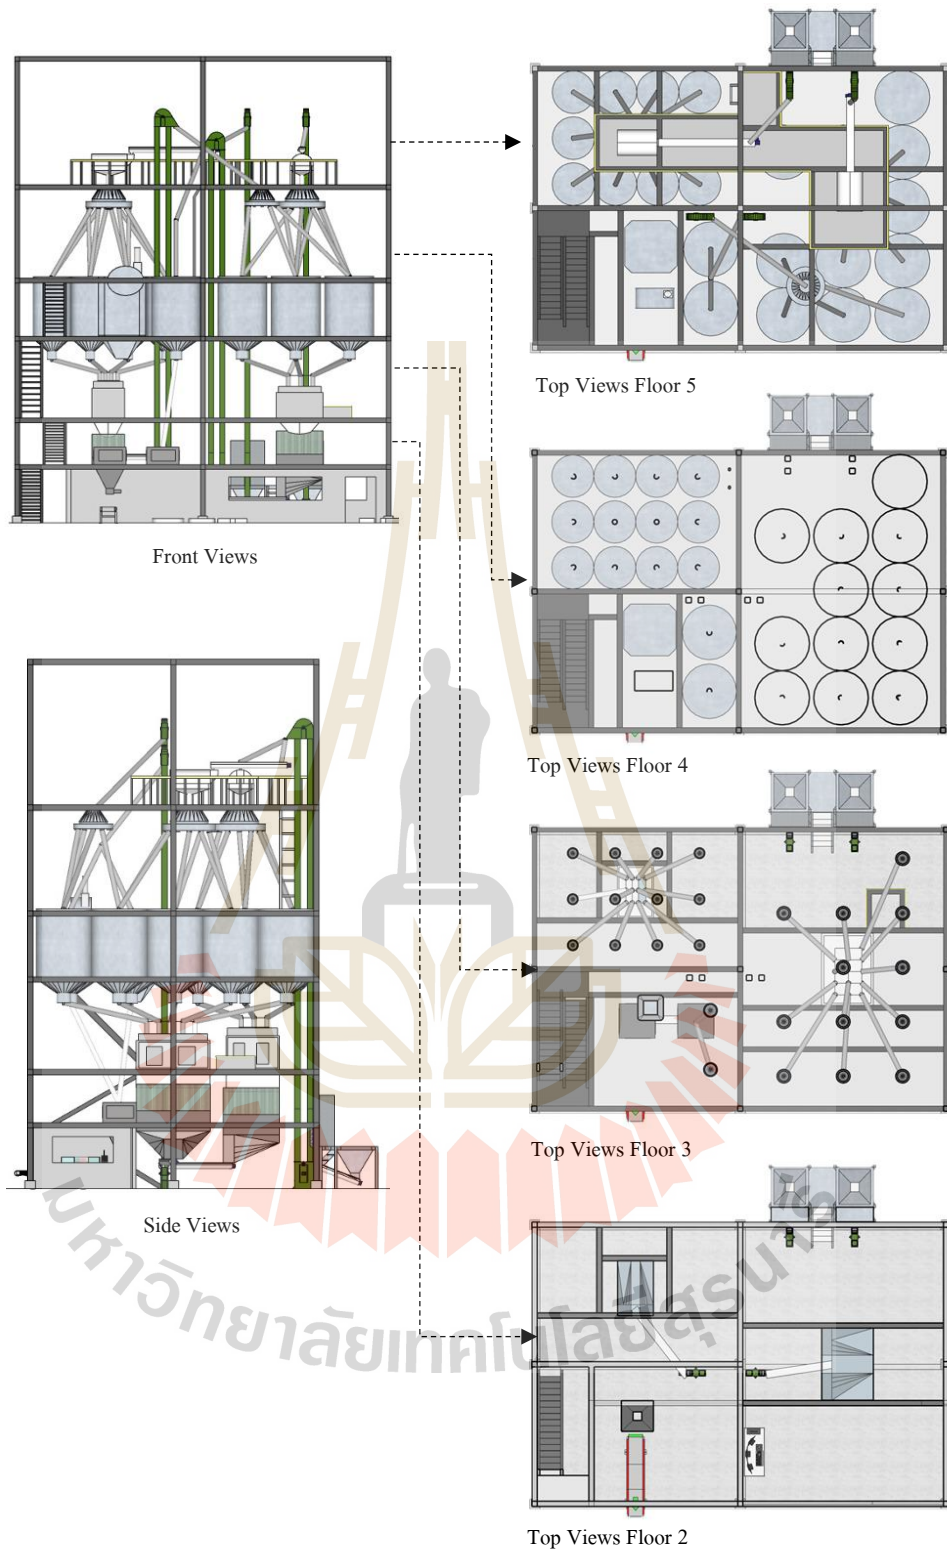 Top Views Floor 5
Front Views
Top Views Floor 4
Top Views Floor 3
Side Views
มหาวิทยาลัยเทคโนโลยีสุรนารี
Top Views Floor 2